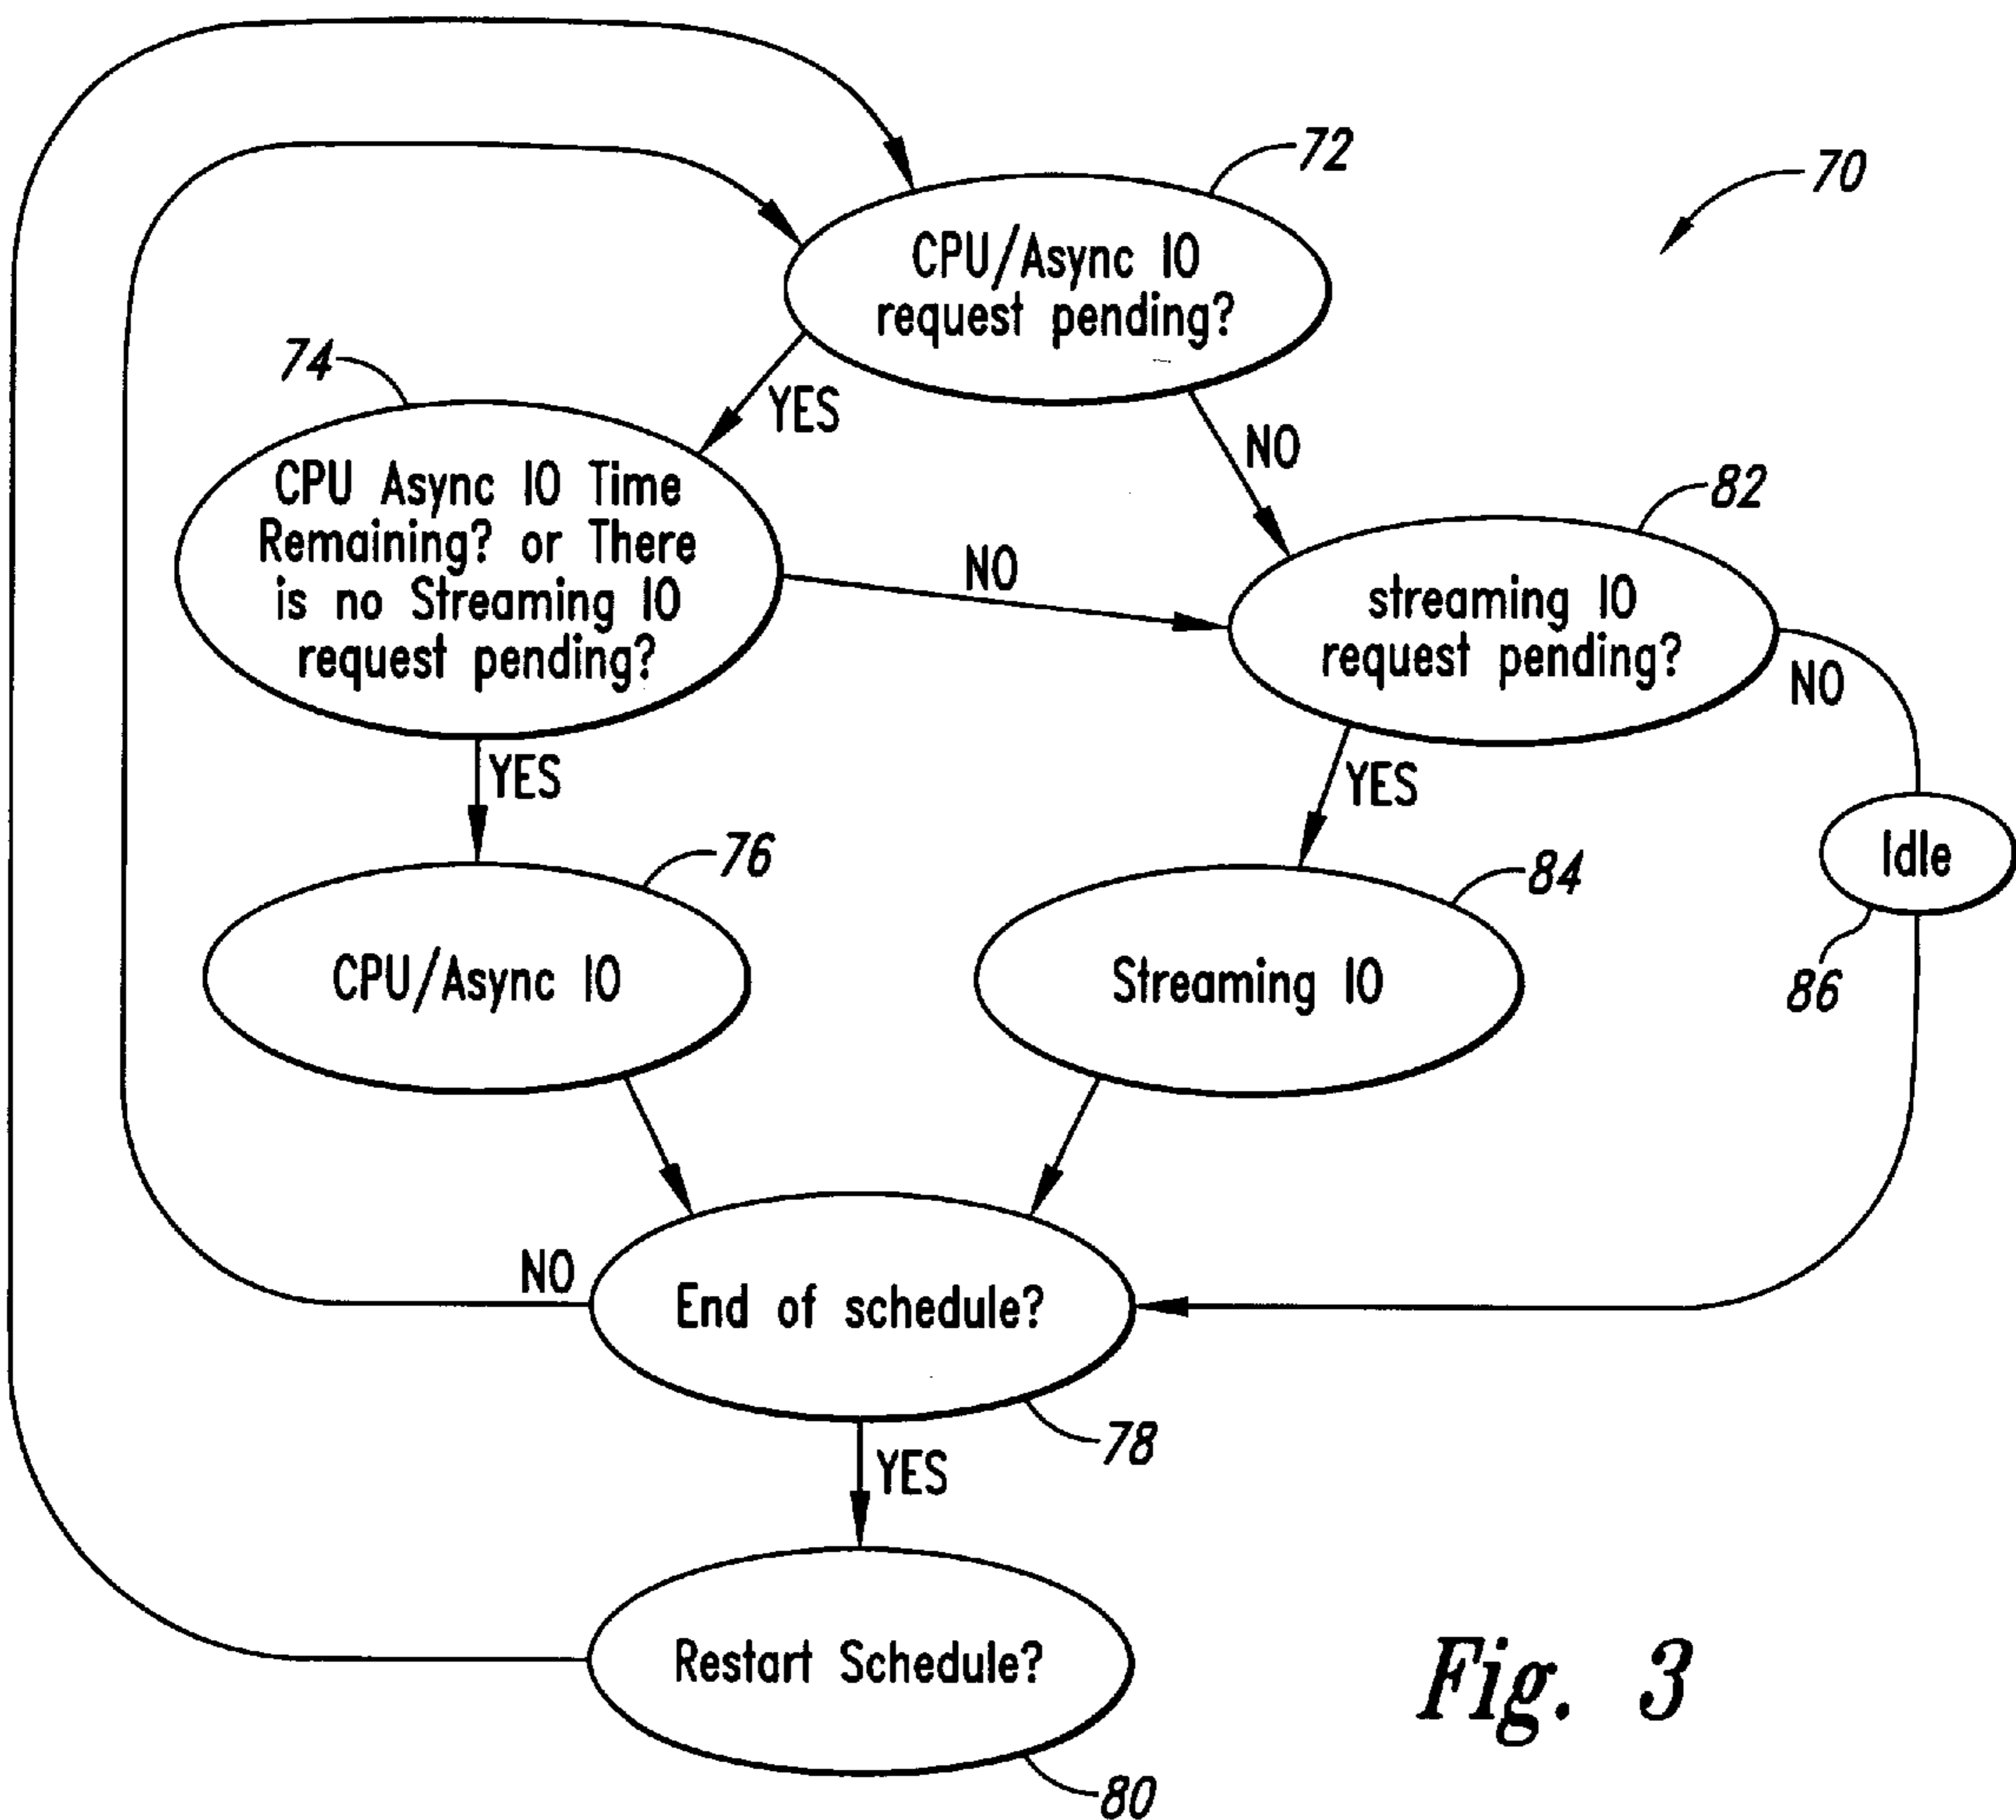 72
70
CPU/Async IO
request pending?
74
YES
NO
CPU Async IO Time
Remaining? or There
is no Streaming IO
request pending?
82
NO
streaming IO
request pending?
NO
YES
YES
76
84
Idle
CPU/Async IO
Streaming IO
86
NO
End of schedule?
78
YES
Restart Schedule?
80
Fig. 3